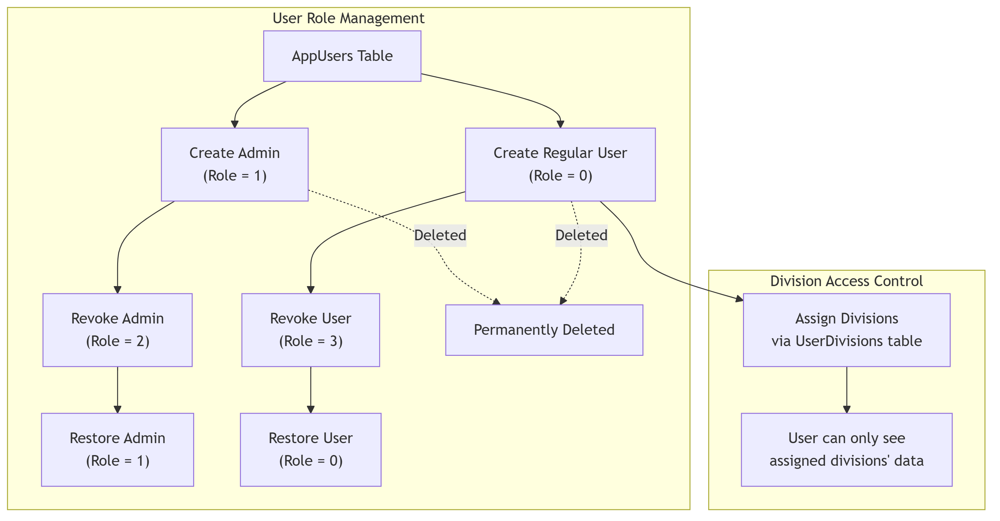 User Role Management
AppUsers Table
Create Admin
(Role = 1)
Create Regular User
(Role = 0)
Deleted
Deleted
Revoke Admin
(Role = 2)
Revoke User
(Role = 3)
Permanently Deleted
Restore Admin
(Role = 1)
Restore User
(Role = 0)
Division Access Control
Assign Divisions
via UserDivisions table
User can only see
assigned divisions' data